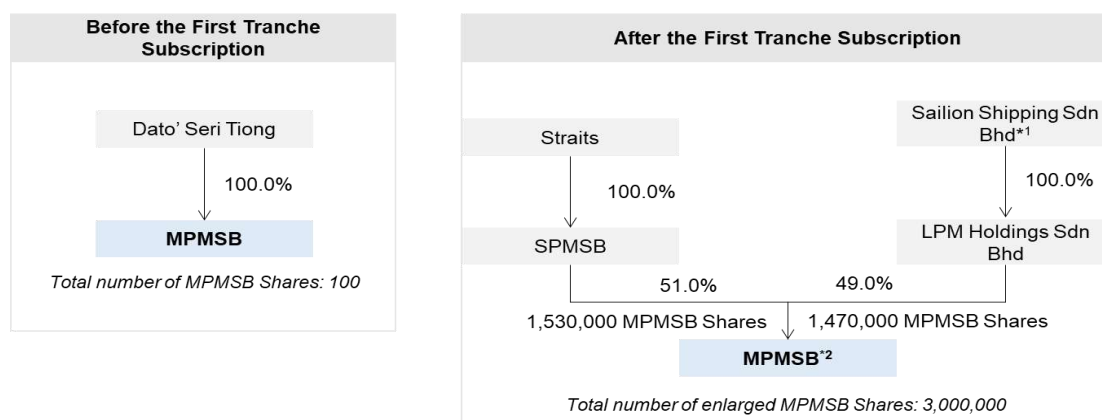 Before the First Tranche
Subscription
Dato’ Seri Tiong
100.0%
MPMSB
Total number of MPMSB Shares: 100
After the First Tranche Subscription
Straits
100.0%
SPMSB
Sailion Shipping Sdn
Bhd*1
100.0%
LPM Holdings Sdn
Bhd
51.0%
49.0%
1,530,000 MPMSB Shares
1,470,000 MPMSB Shares
MPMSB*2
Total number of enlarged MPMSB Shares: 3,000,000